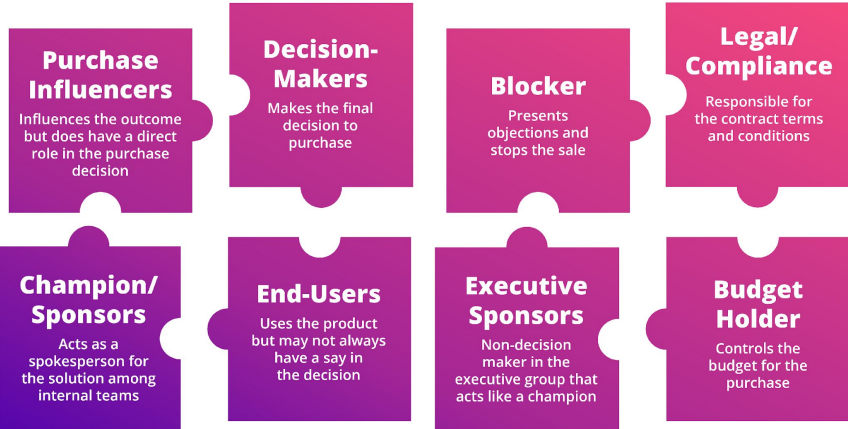 Purchase
Influencers
Influences the outcome
but does have a direct
role in the purchase
decision
Decision-
Makers
Makes the final
decision to
purchase
Blocker
Presents
objections and
stops the sale
Legal/
Compliance
Responsible for
the contract terms
and conditions
Champion/
Sponsors
Acts as a
spokesperson for
the solution among
internal teams
End-Users
Uses the product
but may not always
have a say in
the decision
Executive
Sponsors
Non-decision
maker in the
executive group that
acts like a champion
Budget
Holder
Controls the
budget for the
purchase